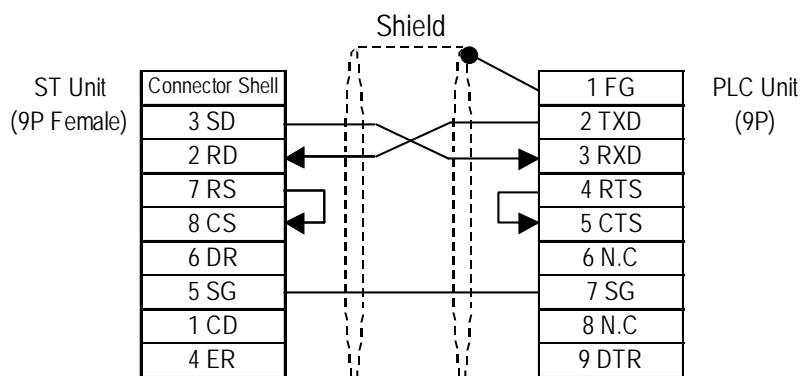 Shield
ST Unit
(9P Female)
Connector Shell
3 SD
2 RD
7 RS
8 CS
6 DR
5 SG
1 CD
4 ER
1 FG
2 TXD
3 RXD
4 RTS
5 CTS
6 N.C
7 SG
8 N.C
9 DTR
PLC Unit
(9P)